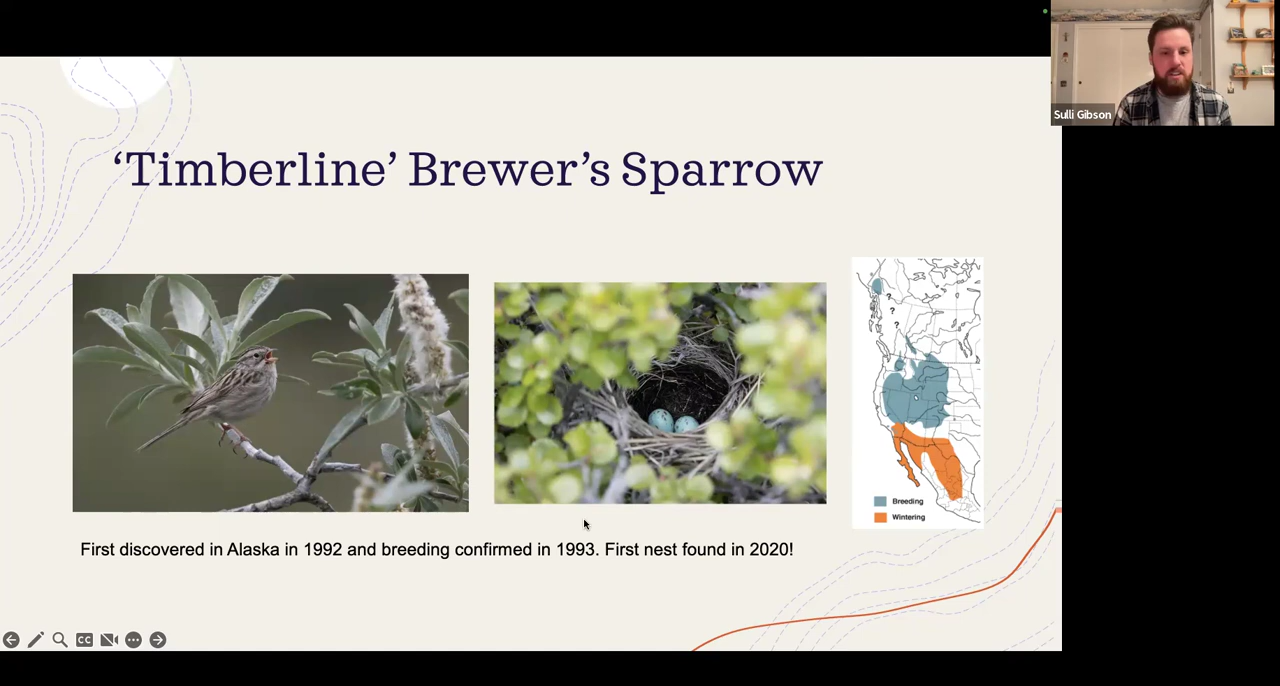 Sulli Gibson
‘Timberline’ Brewer’s Sparrow
?
?
?
Breeding
Wintering
First discovered in Alaska in 1992 and breeding confirmed in 1993. First nest found in 2020!
CC